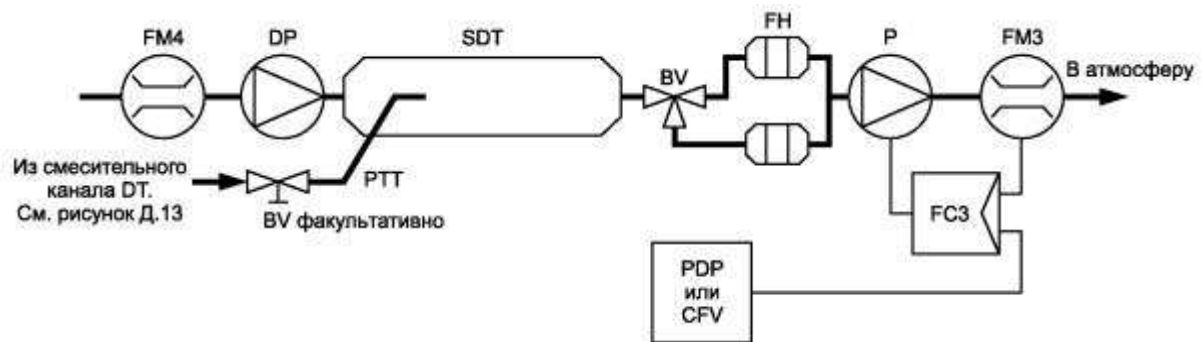 FM4
DP
SDT
BV
FH
P
FM3
В атмосферу
Из смесительного
канала DT.
См. рисунок Д.13
PTT
BV факультативно
FC3
PDP
или
CFV